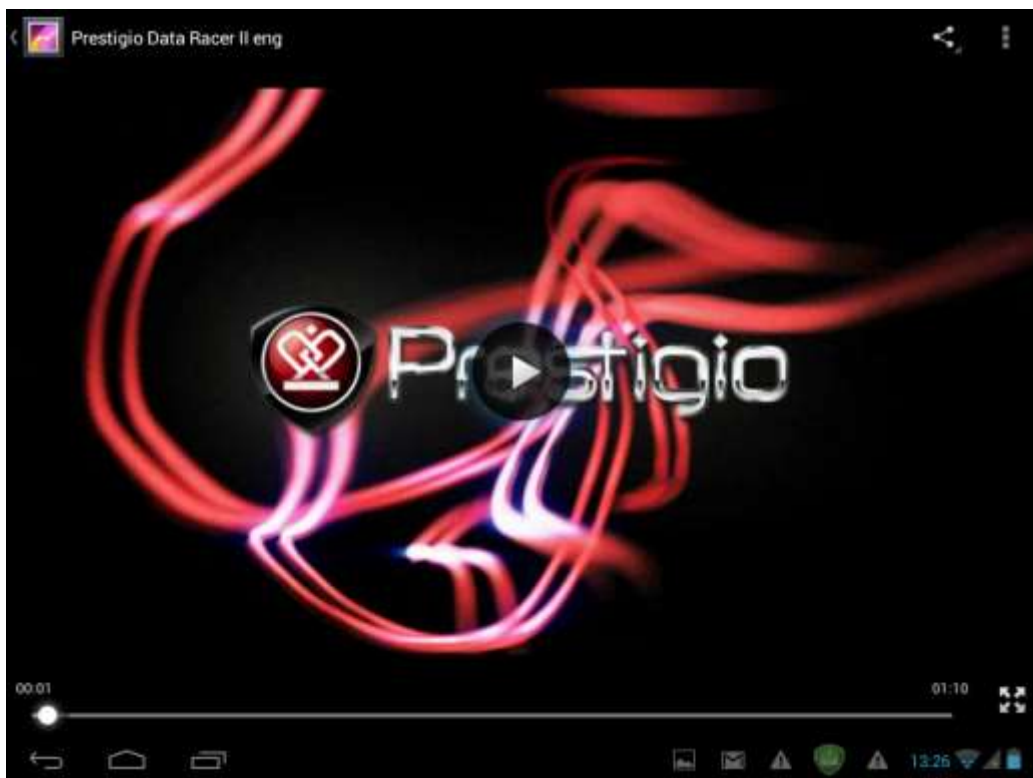 Prestigio Data Racer II eng
Prestigio
00:01
01:10
13:26